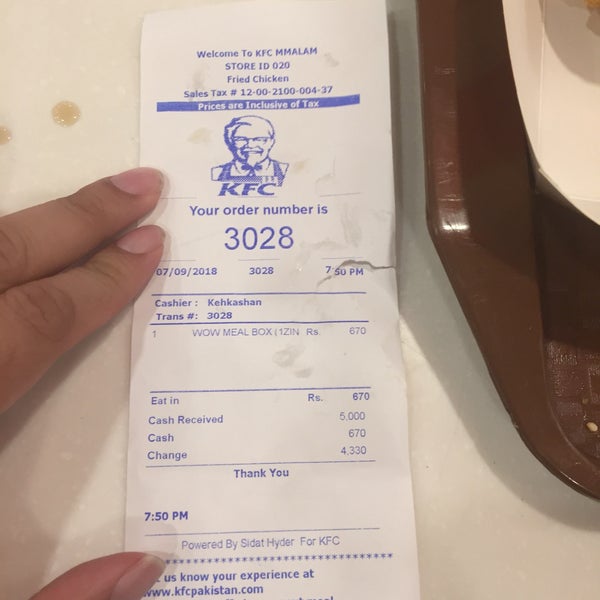 Welcome To KFC MMALAM
STORE ID 020
Fried Chicken
Sales Tax # 12-00-2100-004-37
Prices are Inclusive of Tax
KFC
Your order number is
3028
07/09/2018 3028 7:50 PM
Cashier : Kehkashan
Trans #: 3028
1 WOW MEAL BOX (1ZIN Rs. 670
Eat in Rs. 670
Cash Received 5,000
Cash 670
Change 4,330
Thank You
7:50 PM
Powered By Sidat Hyder For KFC
****************************************
us know your experience at
www.kfcpakistan.com